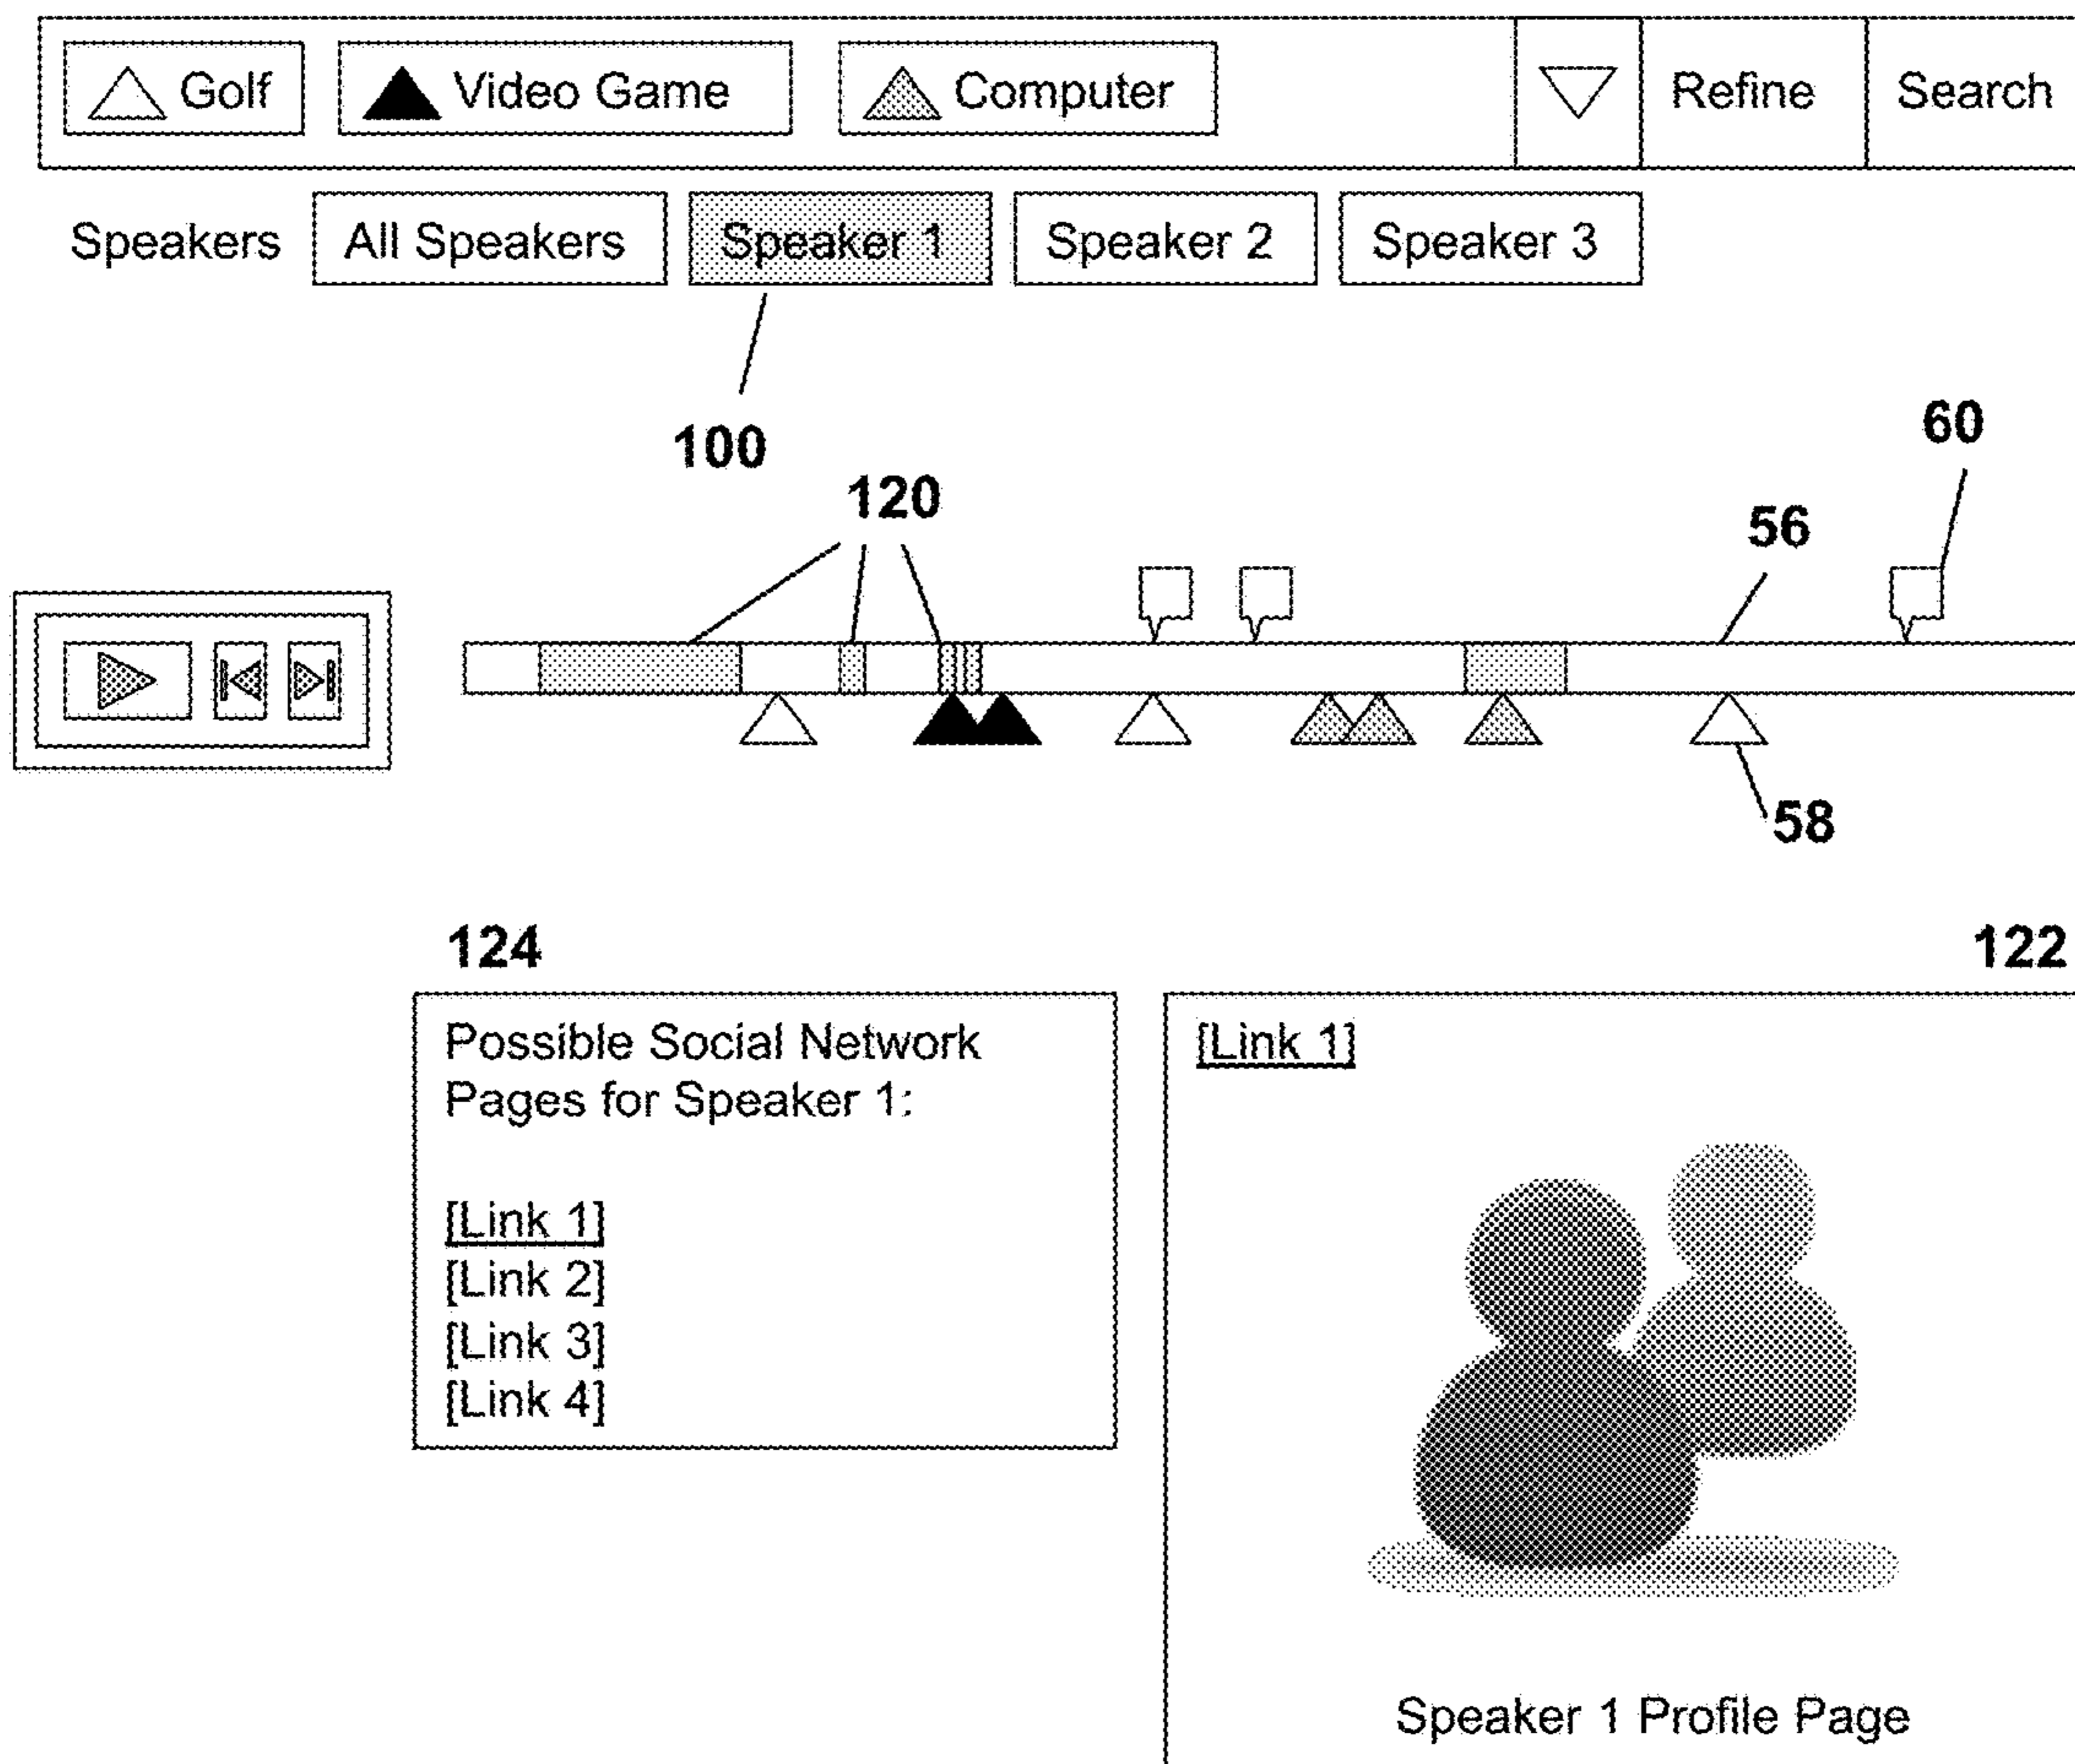 Golf Video Game Computer Refine Search
Speakers All Speakers Speaker 1 Speaker 2 Speaker 3
100
60
120
56
58
124
122
Possible Social Network
Pages for Speaker 1:
[Link 1]
[Link 2]
[Link 3]
[Link 4]
[Link 1]
Speaker 1 Profile Page